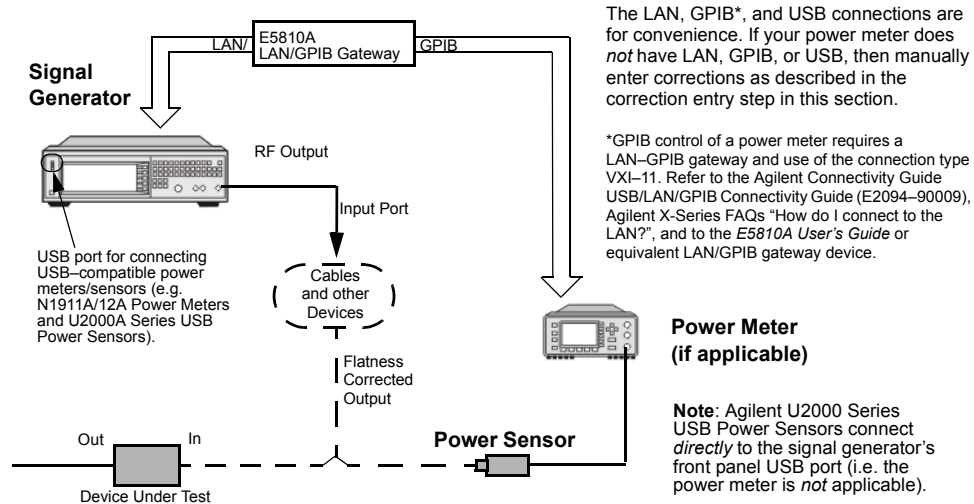 The LAN, GPIB*, and USB connections are
for convenience. If your power meter does
not have LAN, GPIB, or USB, then manually
enter corrections as described in the
correction entry step in this section.
*GPIB control of a power meter requires a
LAN–GPIB gateway and use of the connection type
VXI–11. Refer to the Agilent Connectivity Guide
USB/LAN/GPIB Connectivity Guide (E2094–90009),
Agilent X-Series FAQs “How do I connect to the
LAN?”, and to the E5810A User's Guide or
equivalent LAN/GPIB gateway device.
LAN/
E5810A
LAN/GPIB Gateway
GPIB
Signal
Generator
RF Output
Input Port
USB port for connecting
USB–compatible power
meters/sensors (e.g.
N1911A/12A Power Meters
and U2000A Series USB
Power Sensors).
Cables
and other
Devices
Power Meter
(if applicable)
Flatness
Corrected
Output
Out
In
Device Under Test
Power Sensor
Note: Agilent U2000 Series
USB Power Sensors connect
directly to the signal generator's
front panel USB port (i.e. the
power meter is not applicable).